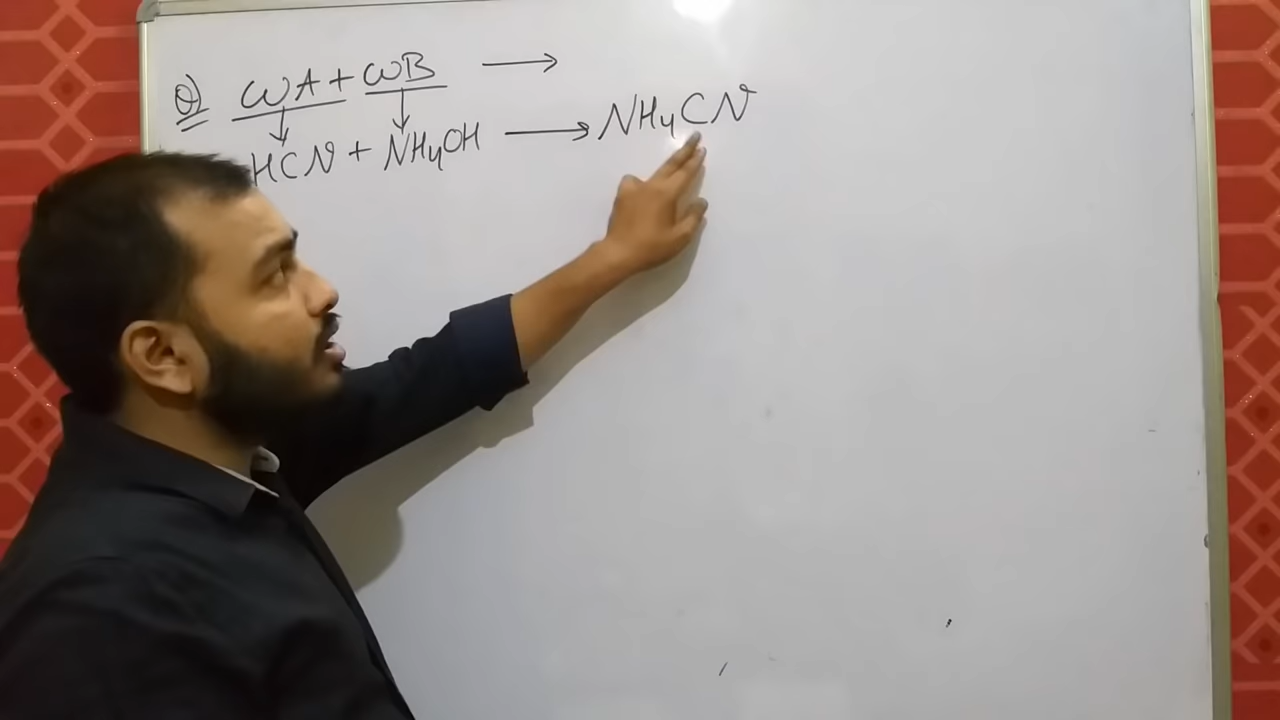 Q) WA + WB →
HCN + NH4OH → NH4CN